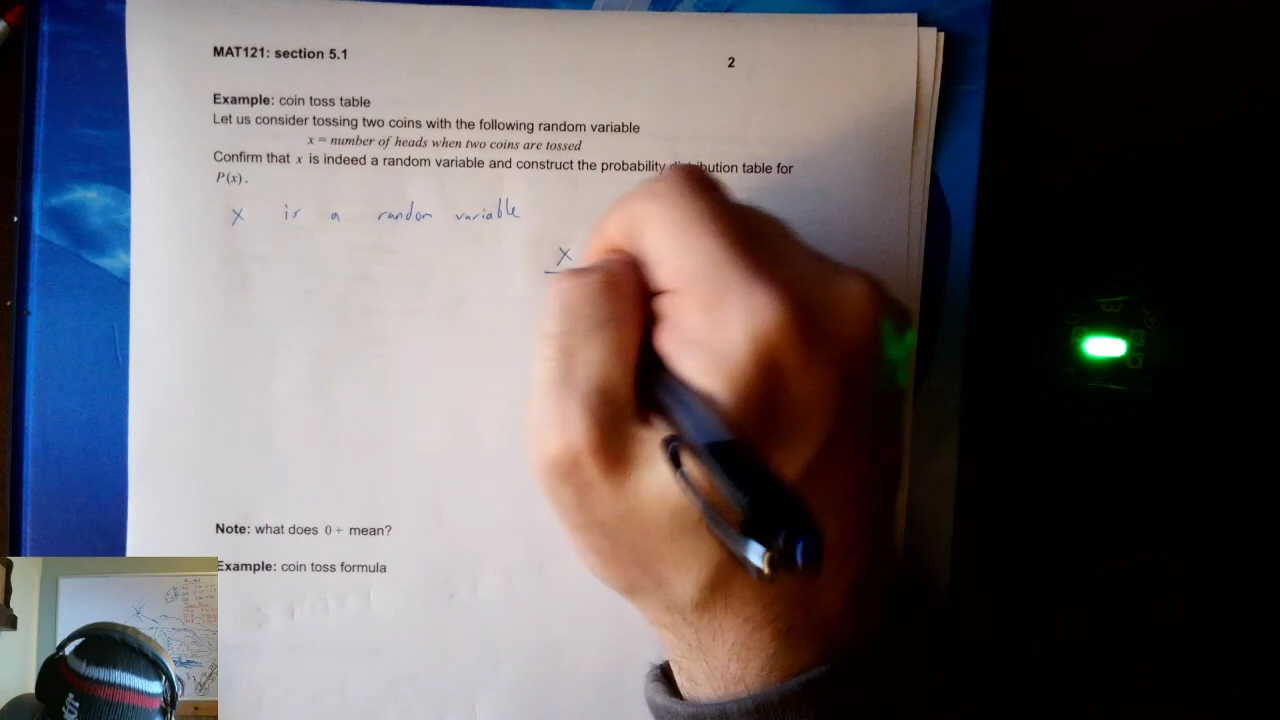 MAT121: section 5.1
2
Example: coin toss table
Let us consider tossing two coins with the following random variable
x = number of heads when two coins are tossed
Confirm that x is indeed a random variable and construct the probability distribution table for
P(x).
x is a random variable
x
Note: what does 0+ mean?
Example: coin toss formula